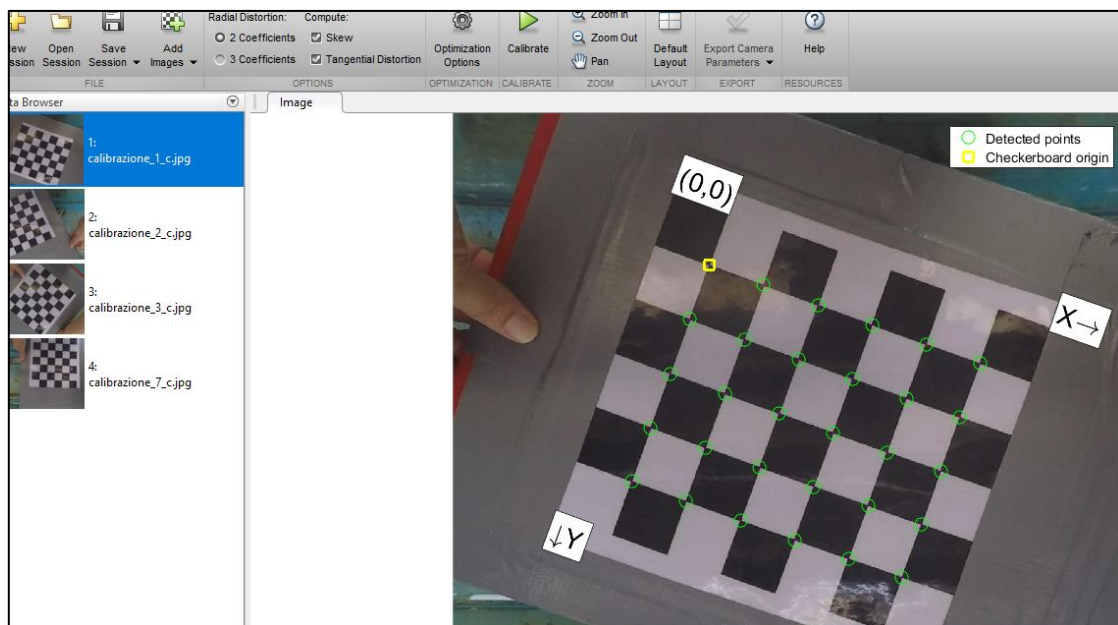 Radial Distortion: Compute:
Zoom In
2 Coefficients Skew
Zoom Out
Open Save Add Optimization Calibrate Default Export Camera Help
3 Coefficients Tangential Distortion
Pan
Session Session Images Options Layout Parameters
FILE OPTIONS OPTIMIZATION CALIBRATE ZOOM LAYOUT EXPORT RESOURCES
Browser
Image
1:
calibrazione_1_c.jpg
2:
calibrazione_2_c.jpg
3:
calibrazione_3_c.jpg
4:
calibrazione_7_c.jpg
Detected points
Checkerboard origin
(0,0)
X→
↓Y